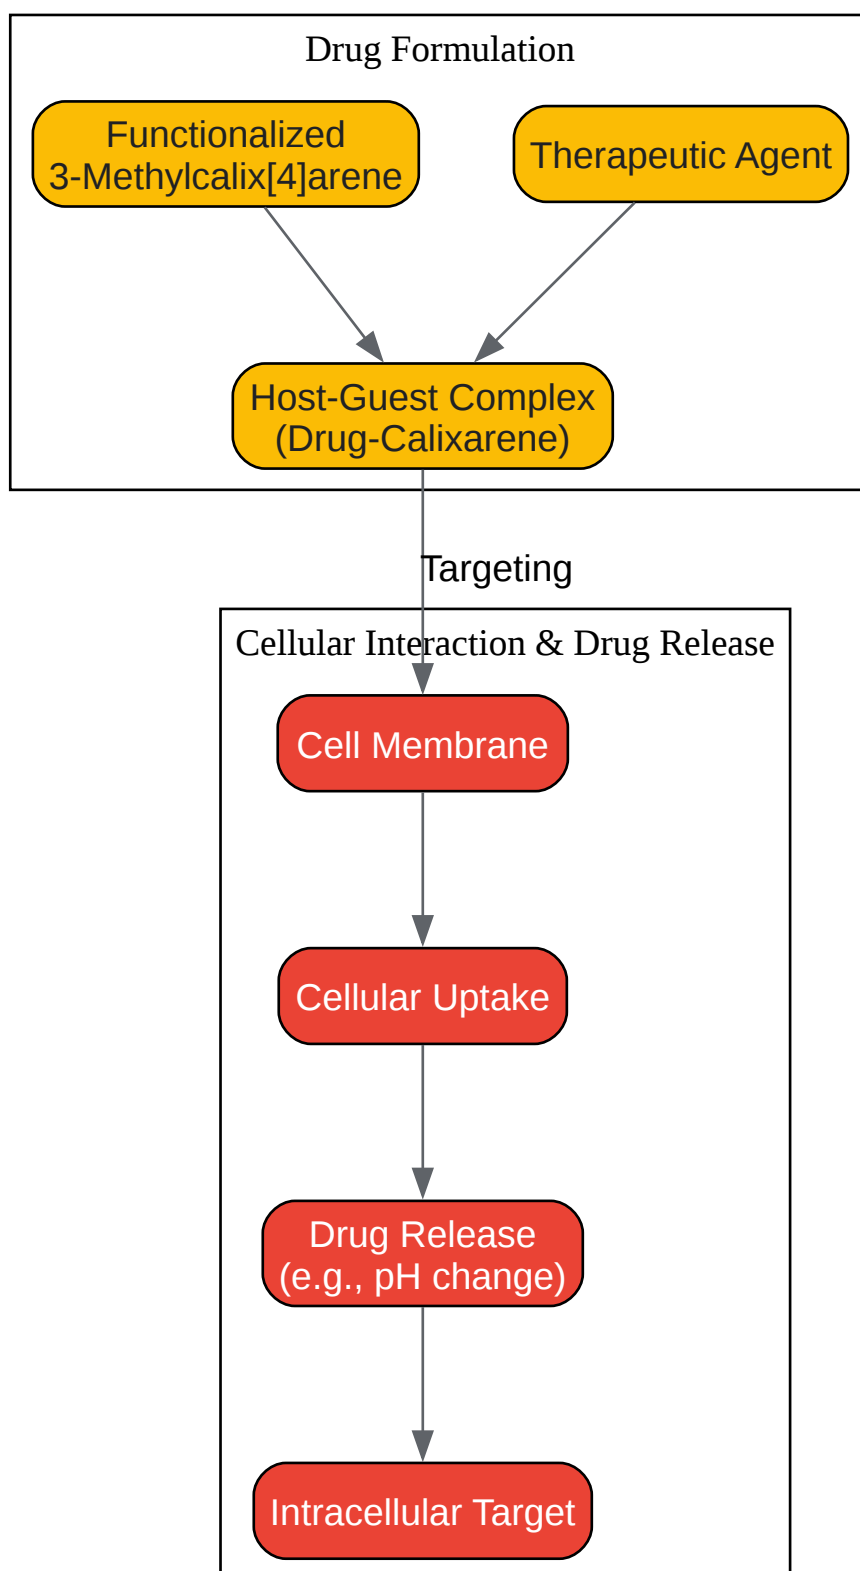 Drug Formulation
Functionalized
3-Methylcalix[4]arene
Therapeutic Agent
Host-Guest Complex
(Drug-Calixarene)
Targeting
Cellular Interaction & Drug Release
Cell Membrane
Cellular Uptake
Drug Release
(e.g., pH change)
Intracellular Target